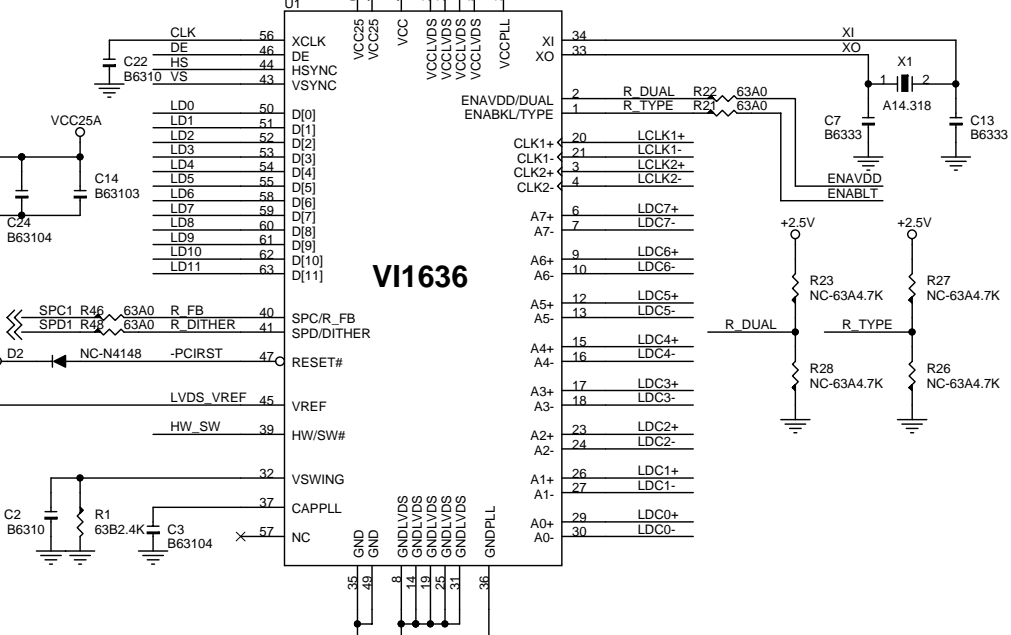 U1
CLK 56 XCLK
DE 46 DE
HS 44 HSYNC
VS 43 VSYNC
C22
B6310
VCC25
VCC25
VCC
VCCLVDS
VCCLVDS
VCCLVDS
VCCLVDS
VCCPLL
XI 34 XI
XO 33 XO
X1
1 2
A14.318
C7
B6333
C13
B6333
ENAVDD/DUAL 2 R_DUAL R22 63A0
ENABKL/TYPE 1 R_TYPE R21 63A0
ENAVDD
ENABLT
VCC25A
C14
B63103
C24
B63104
LD0 50 D[0]
LD1 51 D[1]
LD2 52 D[2]
LD3 53 D[3]
LD4 54 D[4]
LD5 55 D[5]
LD6 58 D[6]
LD7 59 D[7]
LD8 60 D[8]
LD9 61 D[9]
LD10 62 D[10]
LD11 63 D[11]
CLK1+ 20 LCLK1+
CLK1- 21 LCLK1-
CLK2+ 3 LCLK2+
CLK2- 4 LCLK2-
A7+ 6 LDC7+
A7- 7 LDC7-
A6+ 9 LDC6+
A6- 10 LDC6-
A5+ 12 LDC5+
A5- 13 LDC5-
A4+ 15 LDC4+
A4- 16 LDC4-
A3+ 17 LDC3+
A3- 18 LDC3-
A2+ 23 LDC2+
A2- 24 LDC2-
A1+ 26 LDC1+
A1- 27 LDC1-
A0+ 29 LDC0+
A0- 30 LDC0-
VI1636
SPC1 R46 63A0 R_FB 40 SPC/R_FB
SPD1 R48 63A0 R_DITHER 41 SPD/DITHER
D2 NC-N4148 -PCIRST 47 RESET#
LVDS_VREF 45 VREF
HW_SW 39 HW/SW#
32 VSWING
37 CAPPLL
57 NC
C2
B6310
R1
63B2.4K
C3
B63104
GND
GND
GNDLVDS
GNDLVDS
GNDLVDS
GNDLVDS
GNDLVDS
GNDPLL
35
49
8
14
19
25
31
36
+2.5V
R23
NC-63A4.7K
R_DUAL
R28
NC-63A4.7K
+2.5V
R27
NC-63A4.7K
R_TYPE
R26
NC-63A4.7K